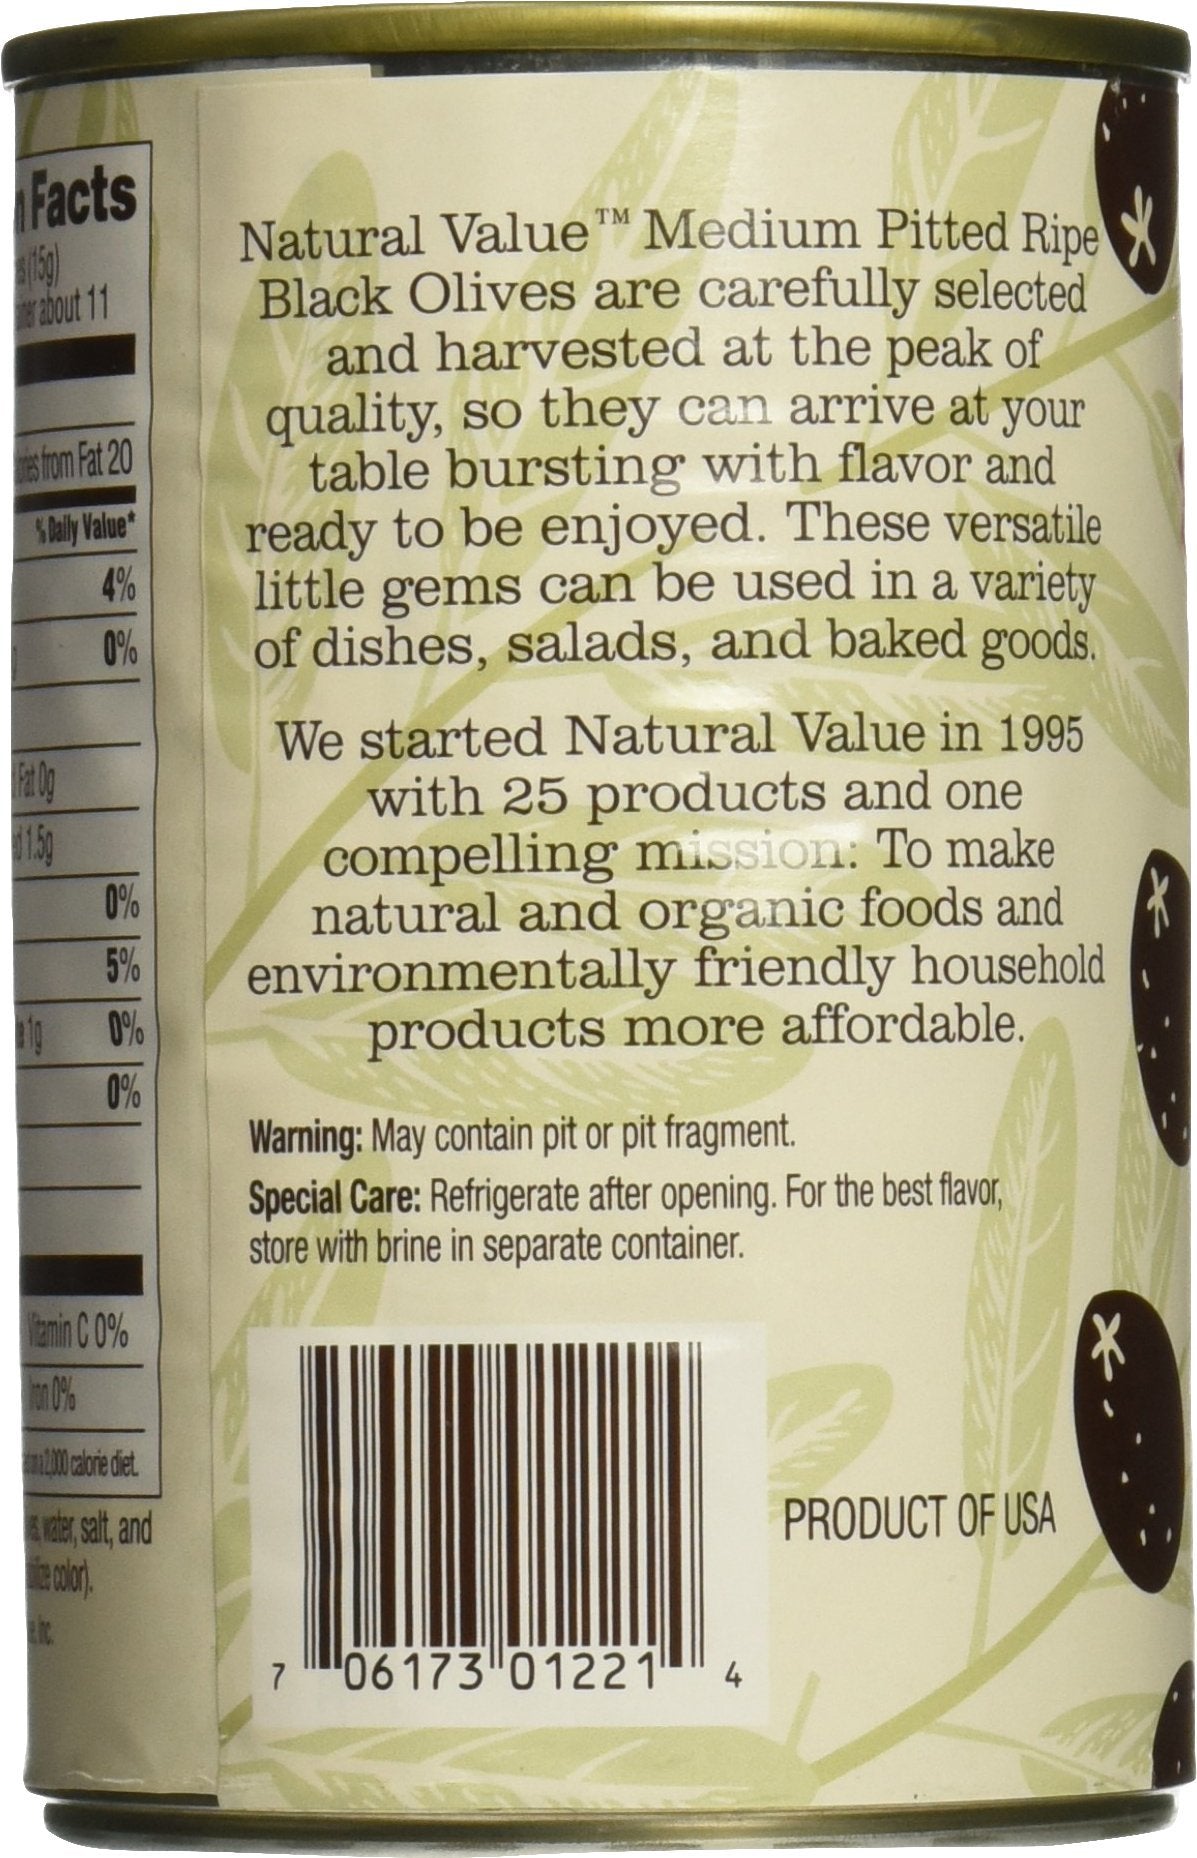 Facts
(15g)
about 11
from Fat 20
% Daily Value*
4%
0%
Fat 0g
1.5g
0%
5%
1g 0%
0%
Vitamin C 0%
Iron 0%
2,000 calorie diet.
water, salt, and
color).
Inc.
Natural Value™ Medium Pitted Ripe
Black Olives are carefully selected
and harvested at the peak of
quality, so they can arrive at your
table bursting with flavor and
ready to be enjoyed. These versatile
little gems can be used in a variety
of dishes, salads, and baked goods.
We started Natural Value in 1995
with 25 products and one
compelling mission: To make
natural and organic foods and
environmentally friendly household
products more affordable.
Warning: May contain pit or pit fragment.
Special Care: Refrigerate after opening. For the best flavor,
store with brine in separate container.
PRODUCT OF USA
7 06173 01221 4